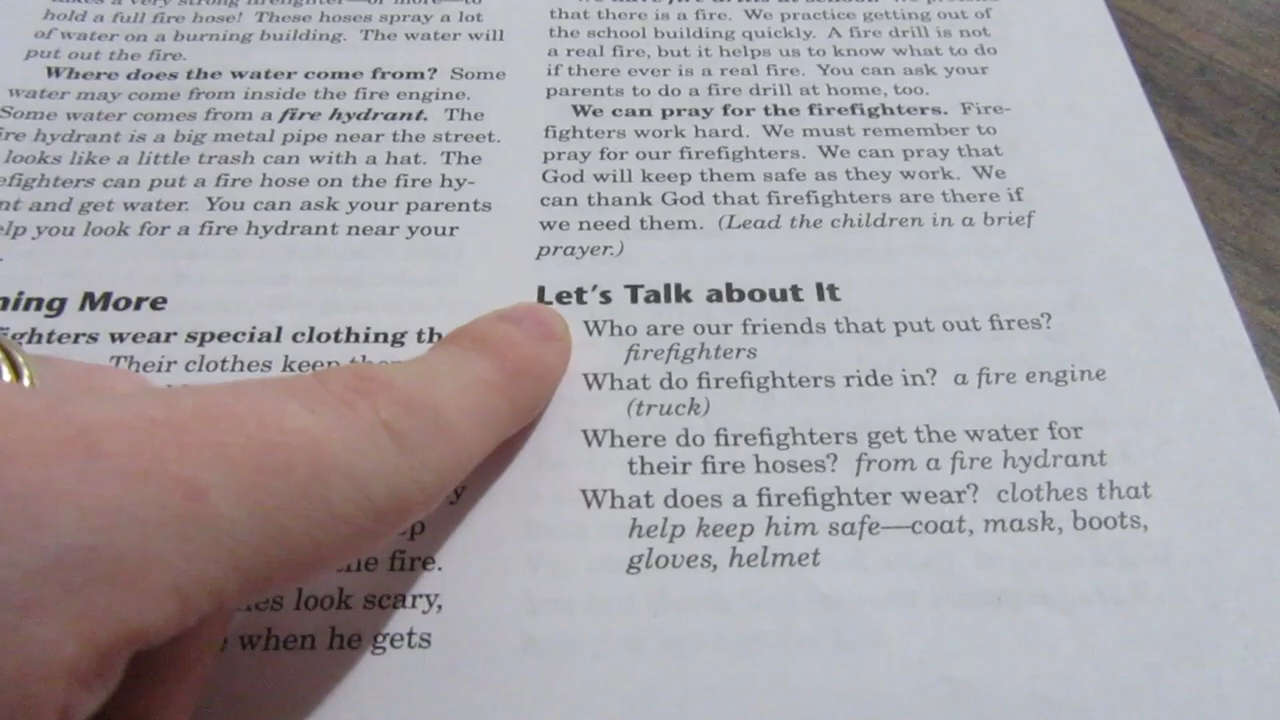 hold a full fire hose! These hoses spray a lot
of water on a burning building. The water will
put out the fire.
Where does the water come from? Some
water may come from inside the fire engine.
Some water comes from a fire hydrant. The
fire hydrant is a big metal pipe near the street.
looks like a little trash can with a hat. The
efighters can put a fire hose on the fire hy-
nt and get water. You can ask your parents
elp you look for a fire hydrant near your
ning More
ighters wear special clothing th
Their clothes keep
y
p
he fire.
es look scary,
when he gets
that there is a fire. We practice getting out of
the school building quickly. A fire drill is not
a real fire, but it helps us to know what to do
if there ever is a real fire. You can ask your
parents to do a fire drill at home, too.
We can pray for the firefighters. Fire-
fighters work hard. We must remember to
pray for our firefighters. We can pray that
God will keep them safe as they work. We
can thank God that firefighters are there if
we need them. (Lead the children in a brief
prayer.)
Let's Talk about It
Who are our friends that put out fires?
firefighters
What do firefighters ride in? a fire engine
(truck)
Where do firefighters get the water for
their fire hoses? from a fire hydrant
What does a firefighter wear? clothes that
help keep him safe—coat, mask, boots,
gloves, helmet